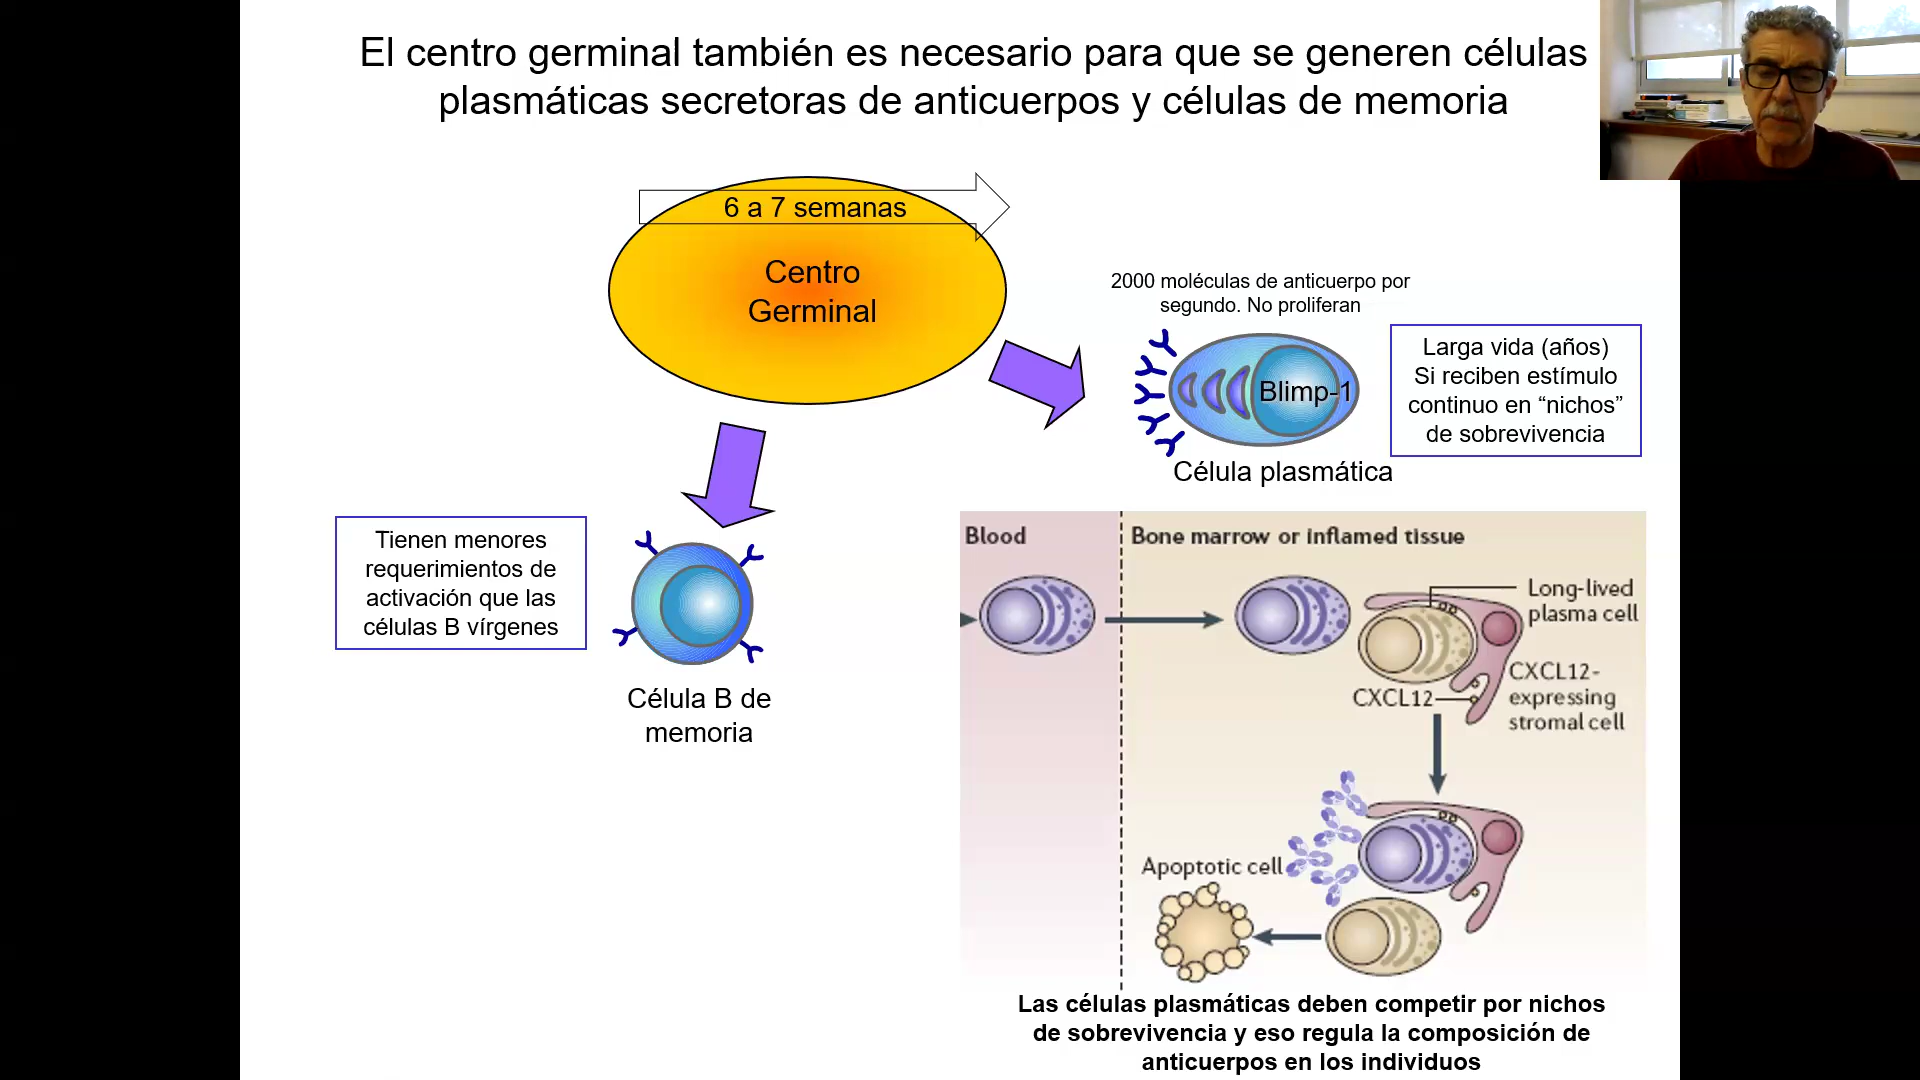 El centro germinal también es necesario para que se generen células
plasmáticas secretoras de anticuerpos y células de memoria
6 a 7 semanas
Centro
Germinal
2000 moléculas de anticuerpo por
segundo. No proliferan
Blimp-1
Célula plasmática
Larga vida (años)
Si reciben estímulo
continuo en “nichos”
de sobrevivencia
Tienen menores
requerimientos de
activación que las
células B vírgenes
Célula B de
memoria
Blood
Bone marrow or inflamed tissue
Long-lived
plasma cell
CXCL12
CXCL12-
expressing
stromal cell
Apoptotic cell
Las células plasmáticas deben competir por nichos
de sobrevivencia y eso regula la composición de
anticuerpos en los individuos